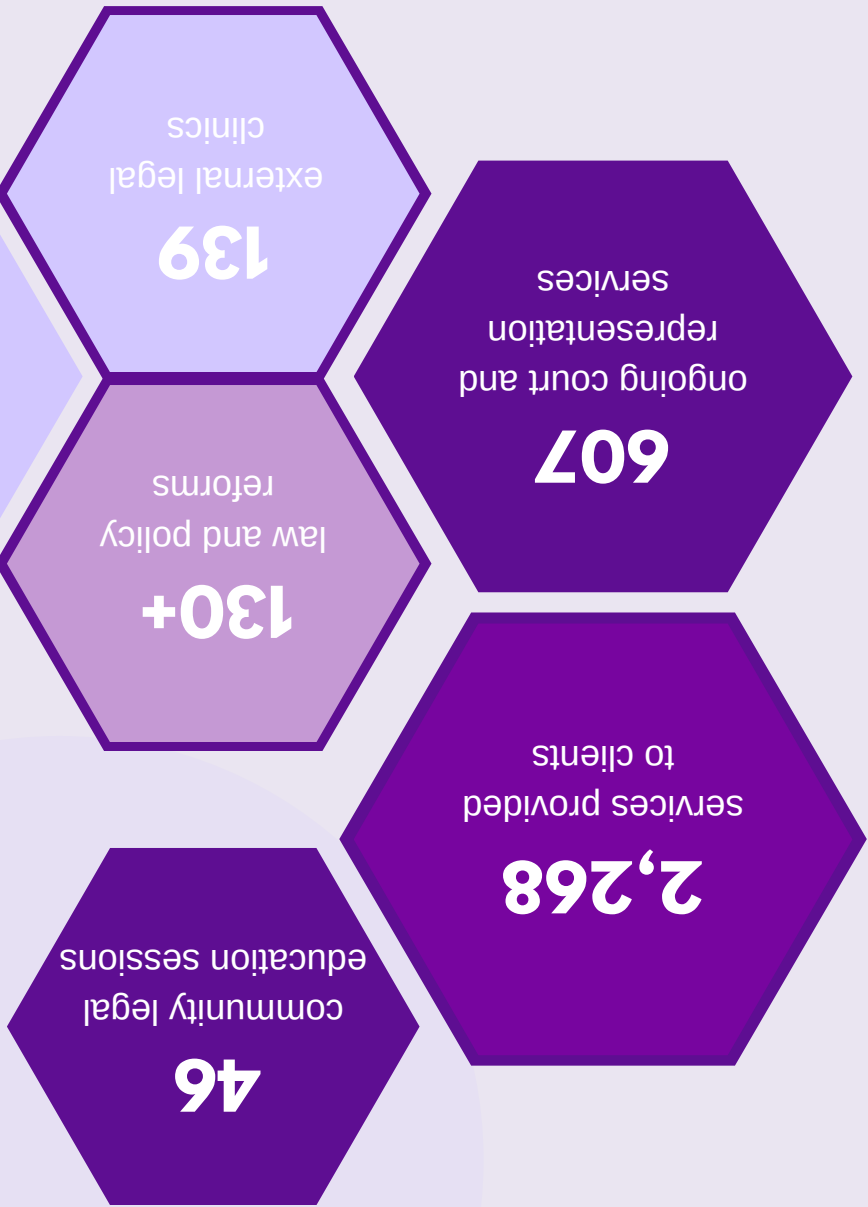 46
community legal
education sessions
2,268
services provided
to clients
130+
law and policy
reforms
607
ongoing court and
representation
services
139
external legal
clinics